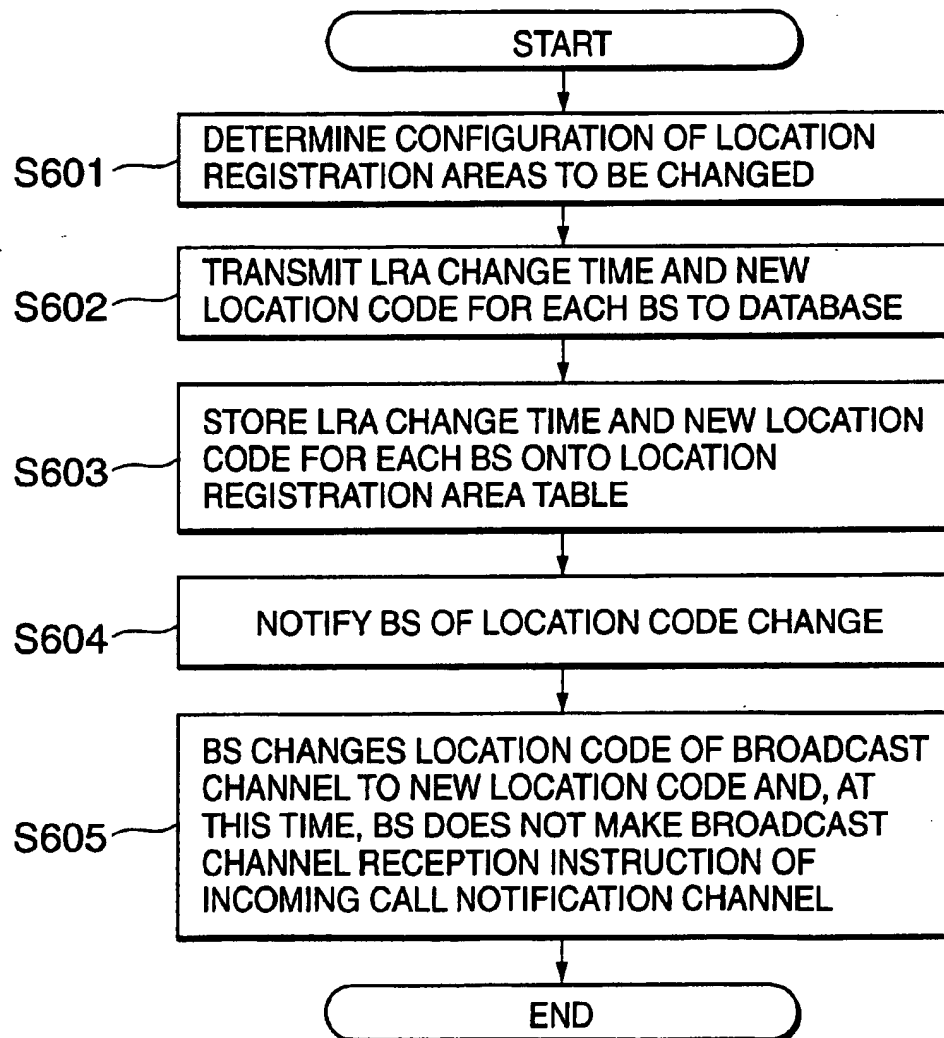 START
S601
DETERMINE CONFIGURATION OF LOCATION
REGISTRATION AREAS TO BE CHANGED
S602
TRANSMIT LRA CHANGE TIME AND NEW
LOCATION CODE FOR EACH BS TO DATABASE
S603
STORE LRA CHANGE TIME AND NEW LOCATION
CODE FOR EACH BS ONTO LOCATION
REGISTRATION AREA TABLE
S604
NOTIFY BS OF LOCATION CODE CHANGE
S605
BS CHANGES LOCATION CODE OF BROADCAST
CHANNEL TO NEW LOCATION CODE AND, AT
THIS TIME, BS DOES NOT MAKE BROADCAST
CHANNEL RECEPTION INSTRUCTION OF
INCOMING CALL NOTIFICATION CHANNEL
END